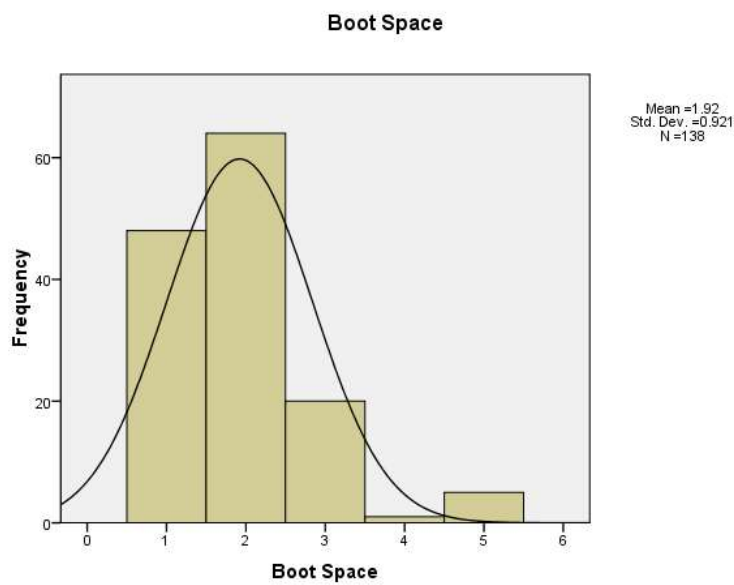 Boot Space
Mean =1.92
Std. Dev. =0.921
N =138
Frequency
60
40
20
0
0 1 2 3 4 5 6
Boot Space